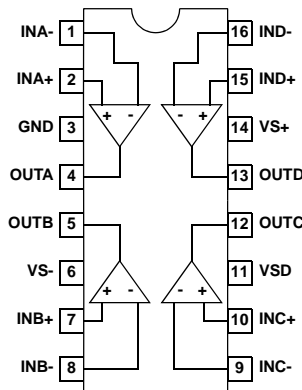 INA- 1 16 IND-
INA+ 2 15 IND+
+ - - +
GND 3 14 VS+
OUTA 4 13 OUTD
OUTB 5 12 OUTC
VS- 6 11 VSD
+ - - +
INB+ 7 10 INC+
INB- 8 9 INC-